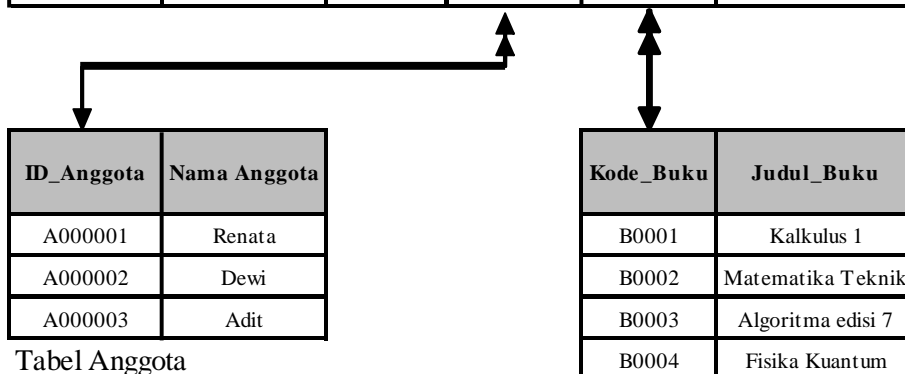 ID_Anggota Nama Anggota
A000001 Renata
A000002 Dewi
A000003 Adit
Tabel Anggota
Kode_Buku Judul_Buku
B0001 Kalkulus 1
B0002 Matematika Teknik
B0003 Algoritma edisi 7
B0004 Fisika Kuantum